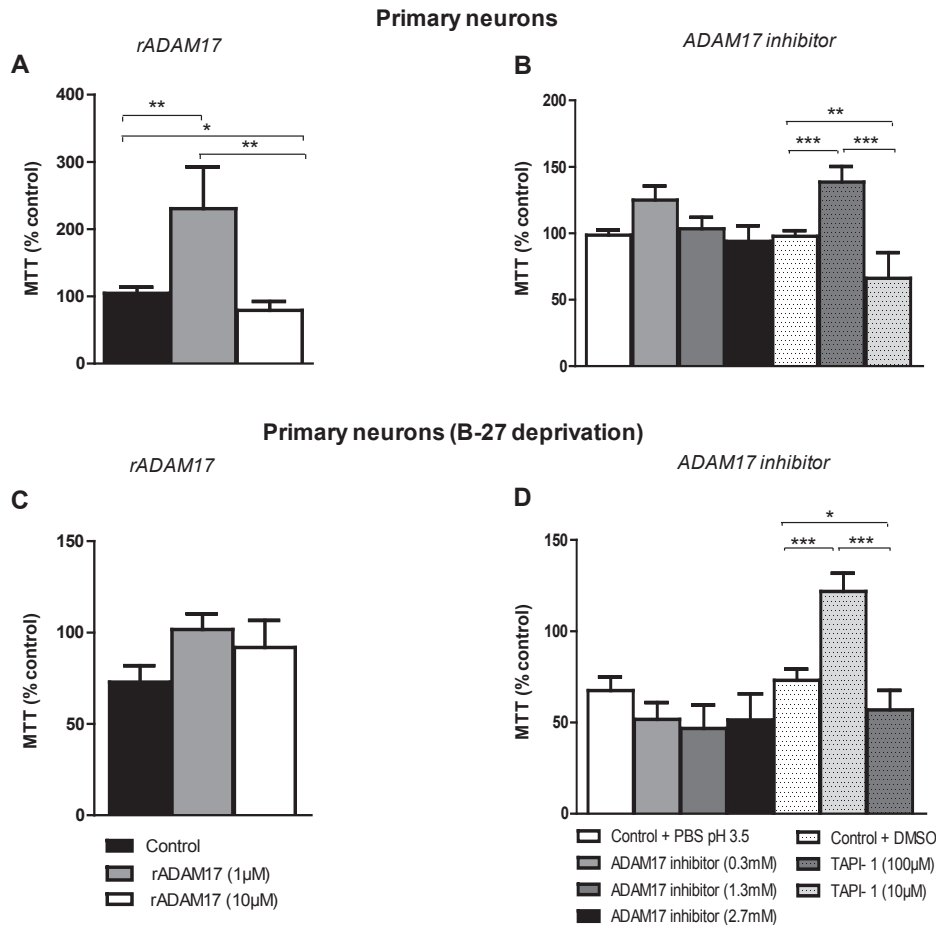 Primary neurons
rADAM17
ADAM17 inhibitor
A
B
400
300
200
100
0
MTT (% control)
**
*
**
200
150
100
50
0
MTT (% control)
**
***
***
Primary neurons (B-27 deprivation)
rADAM17
ADAM17 inhibitor
C
D
150
100
50
0
MTT (% control)
150
100
50
0
MTT (% control)
*
***
***
Control
rADAM17 (1µM)
rADAM17 (10µM)
Control + PBS pH 3.5
ADAM17 inhibitor (0.3mM)
ADAM17 inhibitor (1.3mM)
ADAM17 inhibitor (2.7mM)
Control + DMSO
TAPI- 1 (100µM)
TAPI- 1 (10µM)